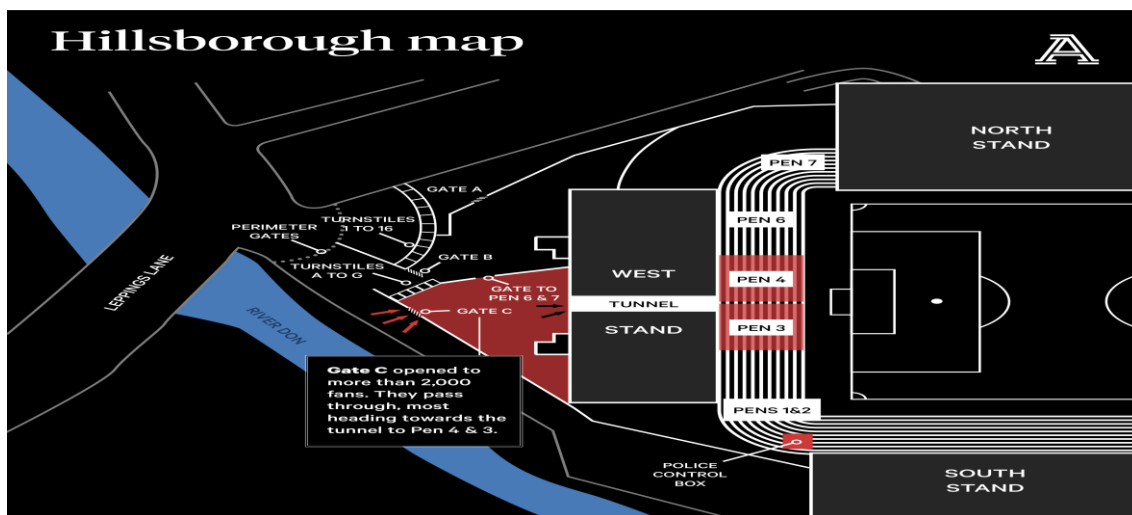 Hillsborough map
A
NORTH
STAND
PEN 7
GATE A
PEN 6
TURNSTILES
1 TO 16
PERIMETER
GATES
GATE B
TURNSTILES
A TO G
LEPPINGS LANE
WEST
PEN 4
GATE TO
PEN 6 & 7
TUNNEL
RIVER DON
GATE C
STAND
PEN 3
Gate C opened to
more than 2,000
fans. They pass
through, most
heading towards the
tunnel to Pen 4 & 3.
PENS 1&2
POLICE
CONTROL
BOX
SOUTH
STAND